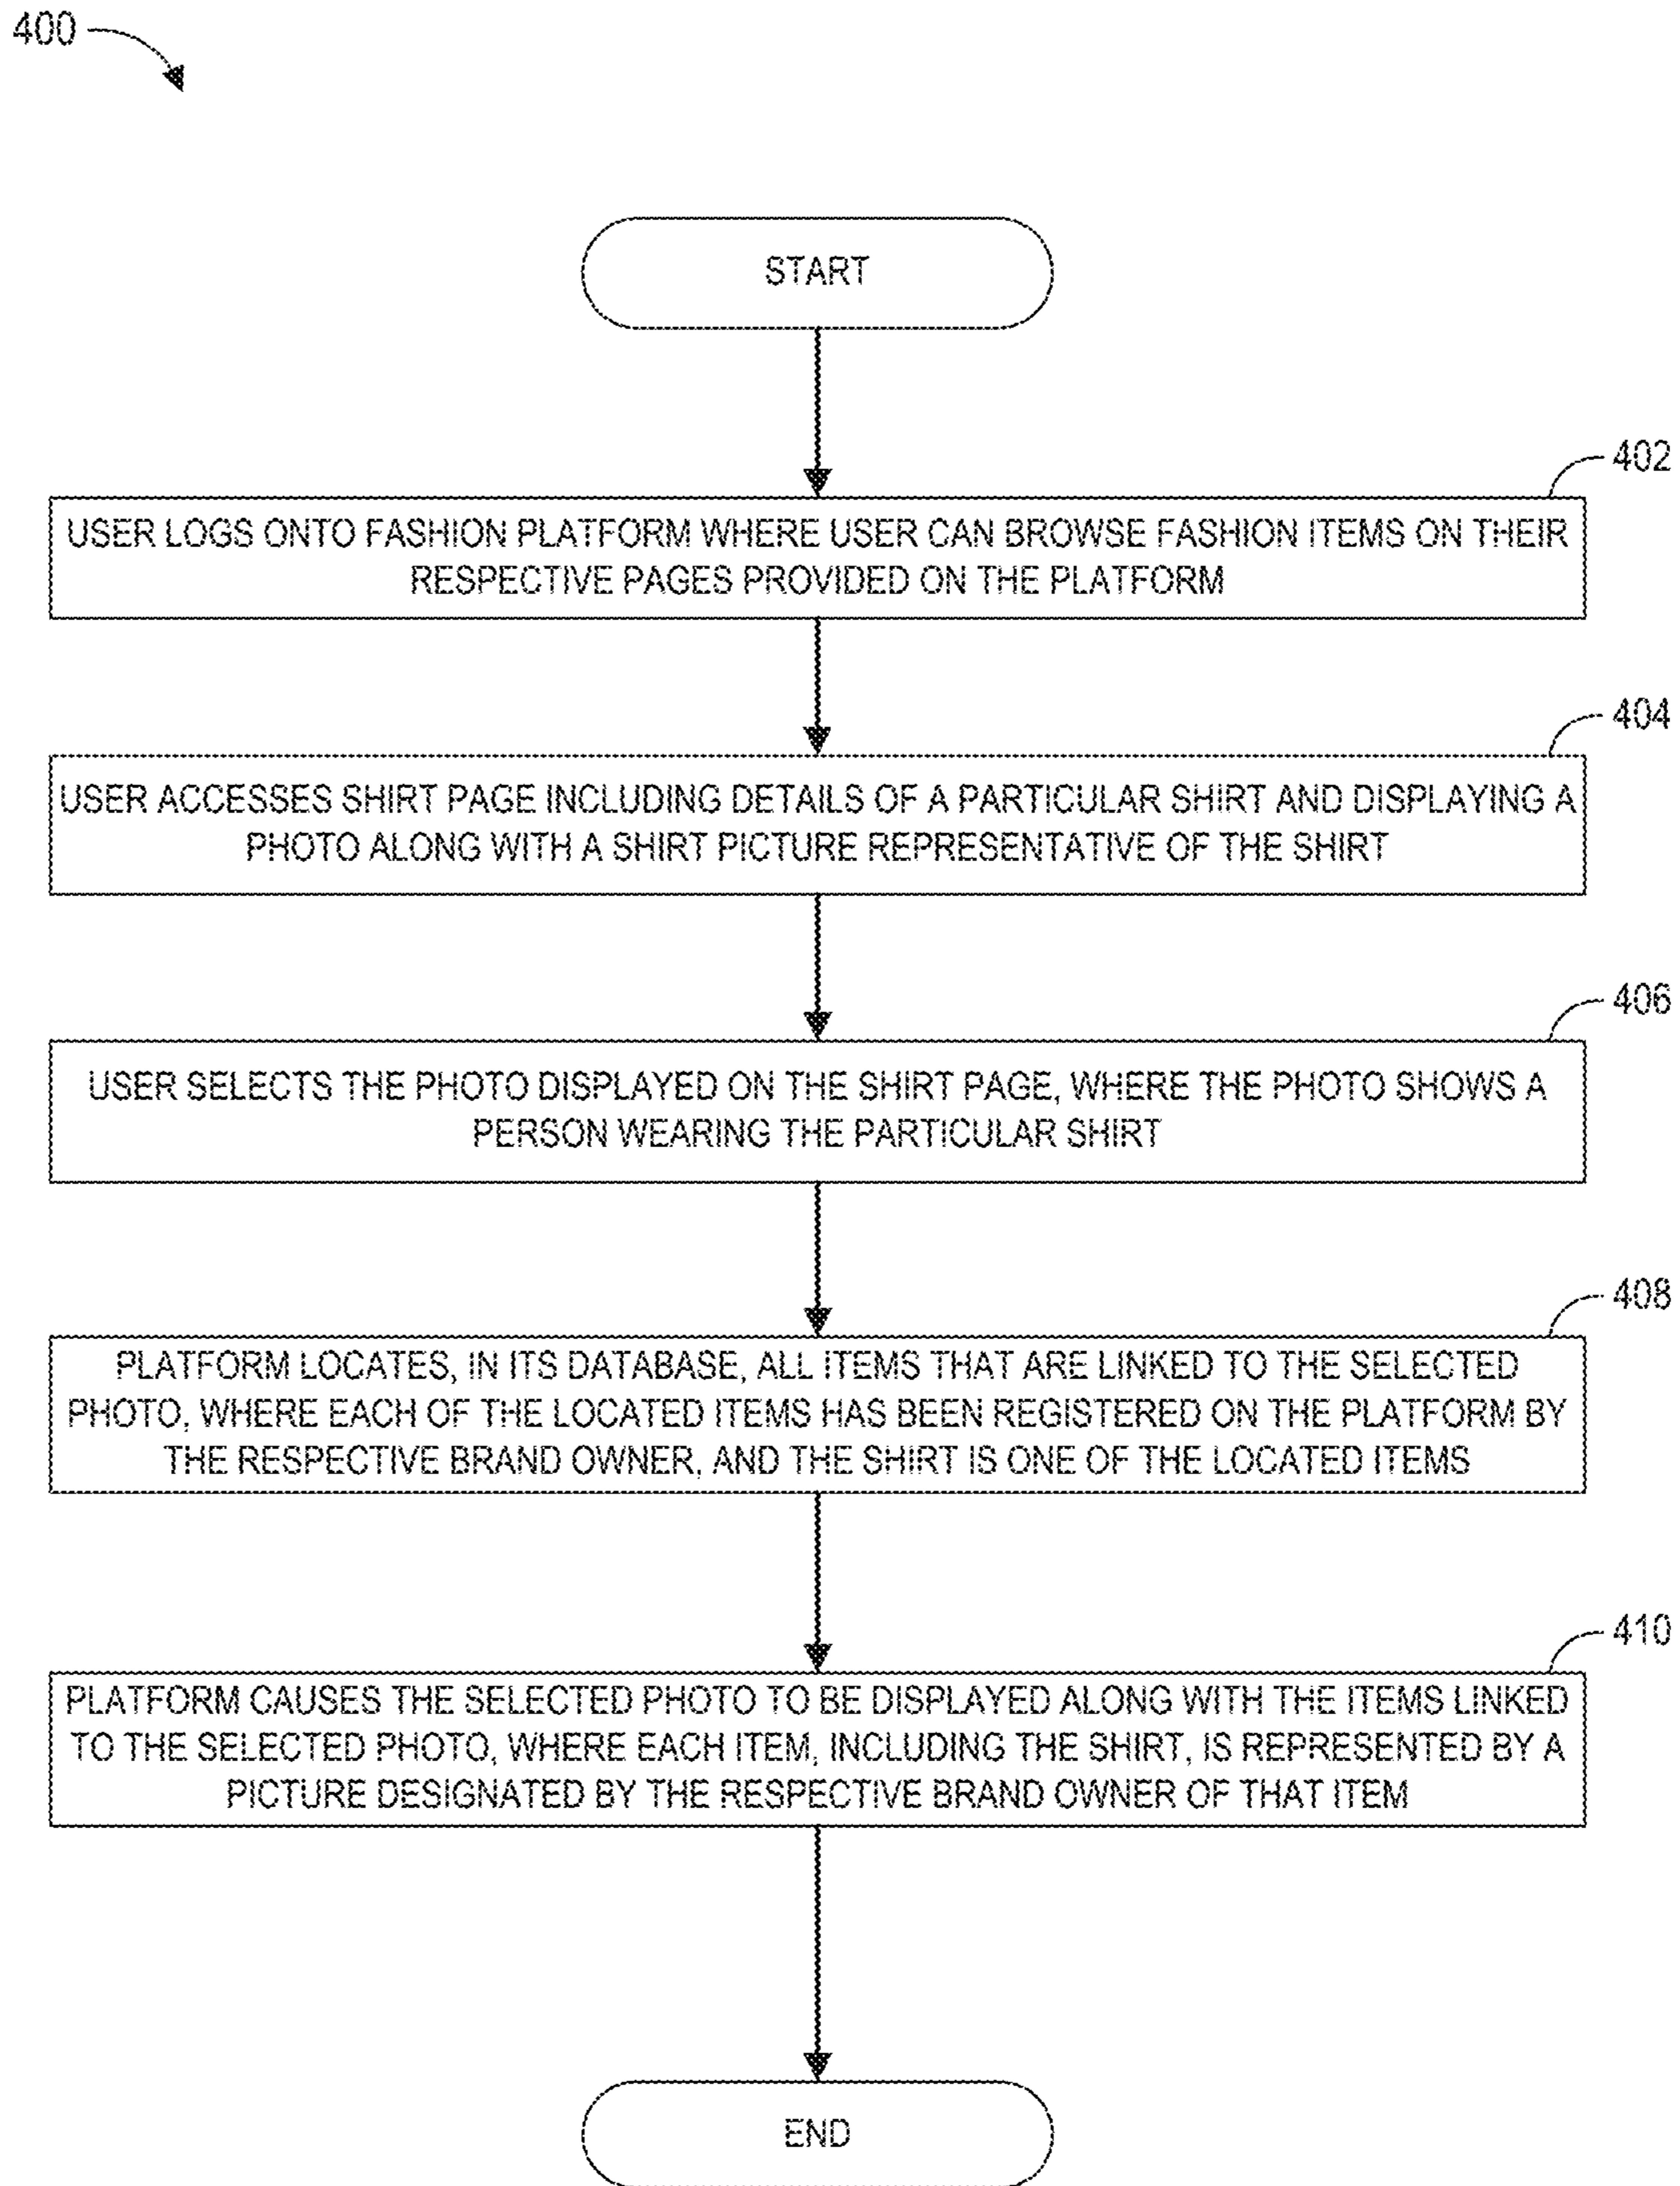 400
START
402
USER LOGS ONTO FASHION PLATFORM WHERE USER CAN BROWSE FASHION ITEMS ON THEIR
RESPECTIVE PAGES PROVIDED ON THE PLATFORM
404
USER ACCESSES SHIRT PAGE INCLUDING DETAILS OF A PARTICULAR SHIRT AND DISPLAYING A
PHOTO ALONG WITH A SHIRT PICTURE REPRESENTATIVE OF THE SHIRT
406
USER SELECTS THE PHOTO DISPLAYED ON THE SHIRT PAGE, WHERE THE PHOTO SHOWS A
PERSON WEARING THE PARTICULAR SHIRT
408
PLATFORM LOCATES, IN ITS DATABASE, ALL ITEMS THAT ARE LINKED TO THE SELECTED
PHOTO, WHERE EACH OF THE LOCATED ITEMS HAS BEEN REGISTERED ON THE PLATFORM BY
THE RESPECTIVE BRAND OWNER, AND THE SHIRT IS ONE OF THE LOCATED ITEMS
410
PLATFORM CAUSES THE SELECTED PHOTO TO BE DISPLAYED ALONG WITH THE ITEMS LINKED
TO THE SELECTED PHOTO, WHERE EACH ITEM, INCLUDING THE SHIRT, IS REPRESENTED BY A
PICTURE DESIGNATED BY THE RESPECTIVE BRAND OWNER OF THAT ITEM
END